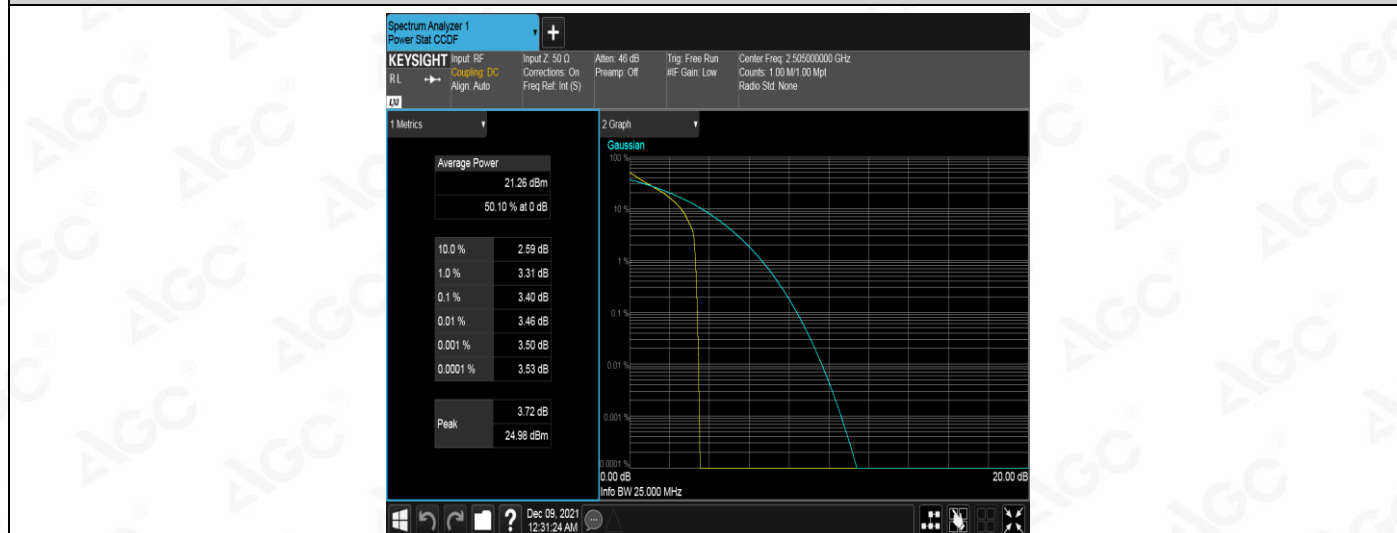 Spectrum Analyzer 1
Power Stat CCDF
+
KEYSIGHT
RL
LXI
Input: RF
Coupling: DC
Align: Auto
Input Z: 50 Ω
Corrections: On
Freq Ref: Int (S)
Atten: 46 dB
Preamp: Off
Trig: Free Run
#IF Gain: Low
Center Freq: 2.505000000 GHz
Counts: 1.00 M/1.00 Mpt
Radio Std: None
1 Metrics
Average Power
21.26 dBm
50.10 % at 0 dB
10.0 % 2.59 dB
1.0 % 3.31 dB
0.1 % 3.40 dB
0.01 % 3.46 dB
0.001 % 3.50 dB
0.0001 % 3.53 dB
Peak
3.72 dB
24.98 dBm
2 Graph
Gaussian
100 %
10 %
1 %
0.1 %
0.01 %
0.001 %
0.0001 %
0.00 dB 20.00 dB
Info BW 25.000 MHz
?
Dec 09, 2021
12:31:24 AM
AGC